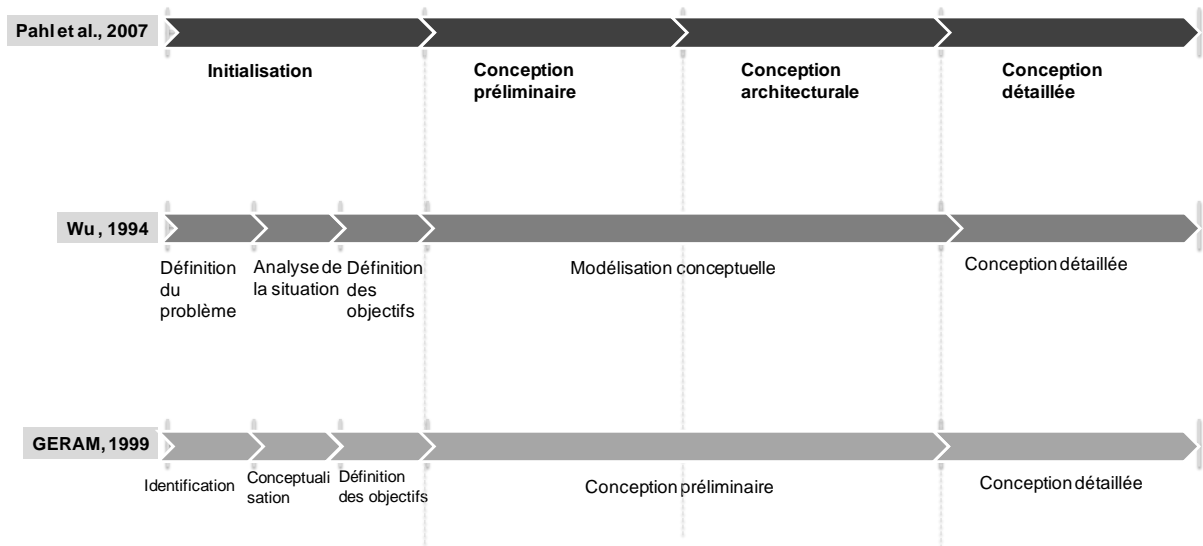 Pahl et al., 2007
Initialisation
Conception
préliminaire
Conception
architecturale
Conception
détaillée
Wu , 1994
Définition
du
problème
Analyse de
la situation
Définition
des
objectifs
Modélisation conceptuelle
Conception détaillée
GERAM, 1999
Identification
Conceptuali
sation
Définition
des objectifs
Conception préliminaire
Conception détaillée